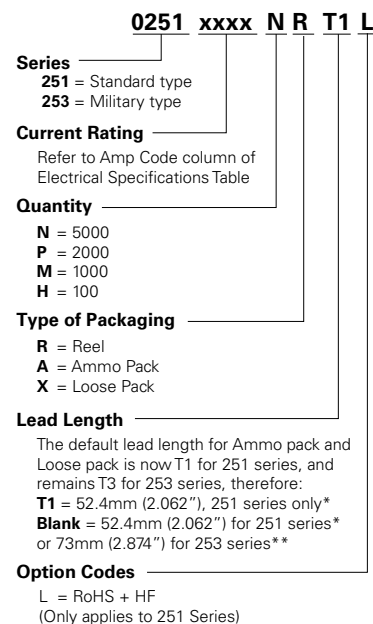 0251 xxxx N R T1 L
Series
251 = Standard type
253 = Military type
Current Rating
Refer to Amp Code column of
Electrical Specifications Table
Quantity
N = 5000
P = 2000
M = 1000
H = 100
Type of Packaging
R = Reel
A = Ammo Pack
X = Loose Pack
Lead Length
The default lead length for Ammo pack and
Loose pack is now T1 for 251 series, and
remains T3 for 253 series, therefore:
T1 = 52.4mm (2.062”), 251 series only*
Blank = 52.4mm (2.062”) for 251 series*
or 73mm (2.874”) for 253 series**
Option Codes
L = RoHS + HF
(Only applies to 251 Series)